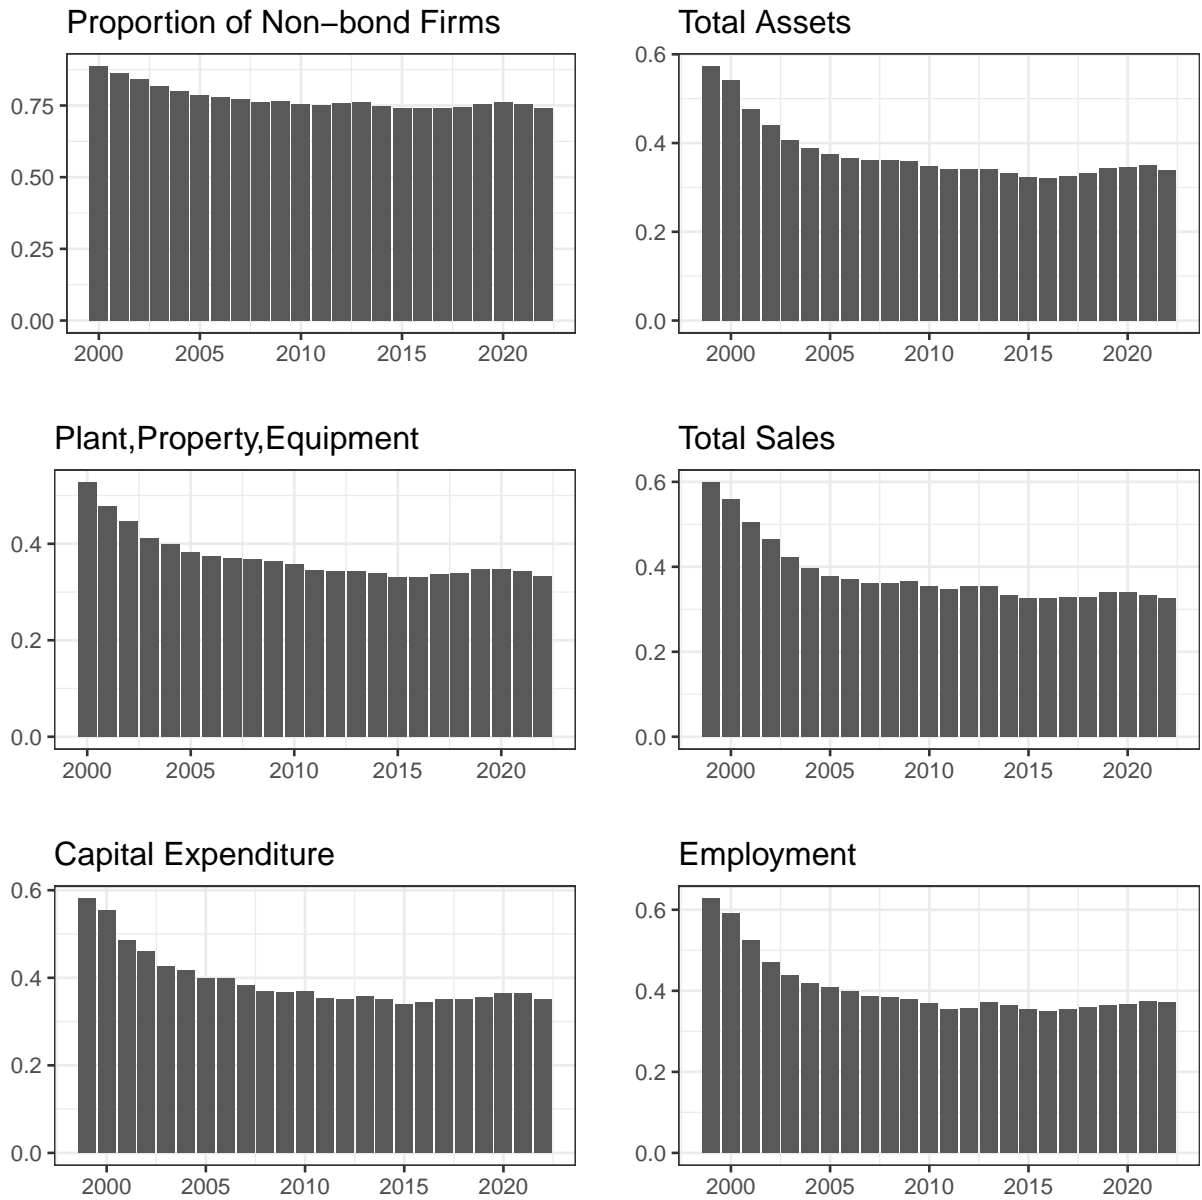 Proportion of Non−bond Firms
0.75
0.50
0.25
0.00
2000 2005 2010 2015 2020
Total Assets
0.6
0.4
0.2
0.0
2000 2005 2010 2015 2020
Plant,Property,Equipment
0.4
0.2
0.0
2000 2005 2010 2015 2020
Total Sales
0.6
0.4
0.2
0.0
2000 2005 2010 2015 2020
Capital Expenditure
0.6
0.4
0.2
0.0
2000 2005 2010 2015 2020
Employment
0.6
0.4
0.2
0.0
2000 2005 2010 2015 2020